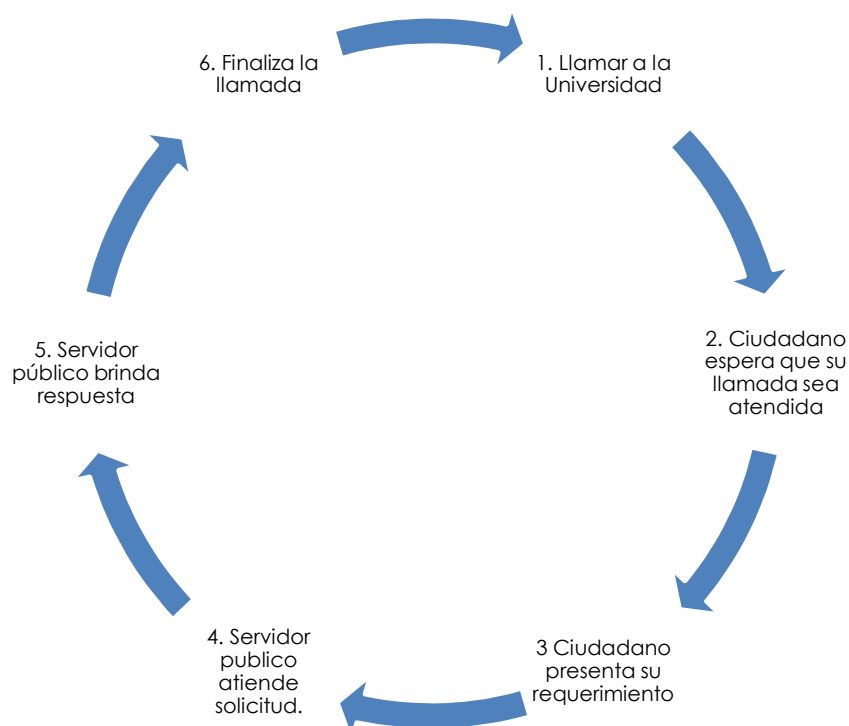 1. Llamar a la
Universidad
2. Ciudadano
espera que su
llamada sea
atendida
3 Ciudadano
presenta su
requerimiento
4. Servidor
publico
atiende
solicitud.
5. Servidor
público brinda
respuesta
6. Finaliza la
llamada